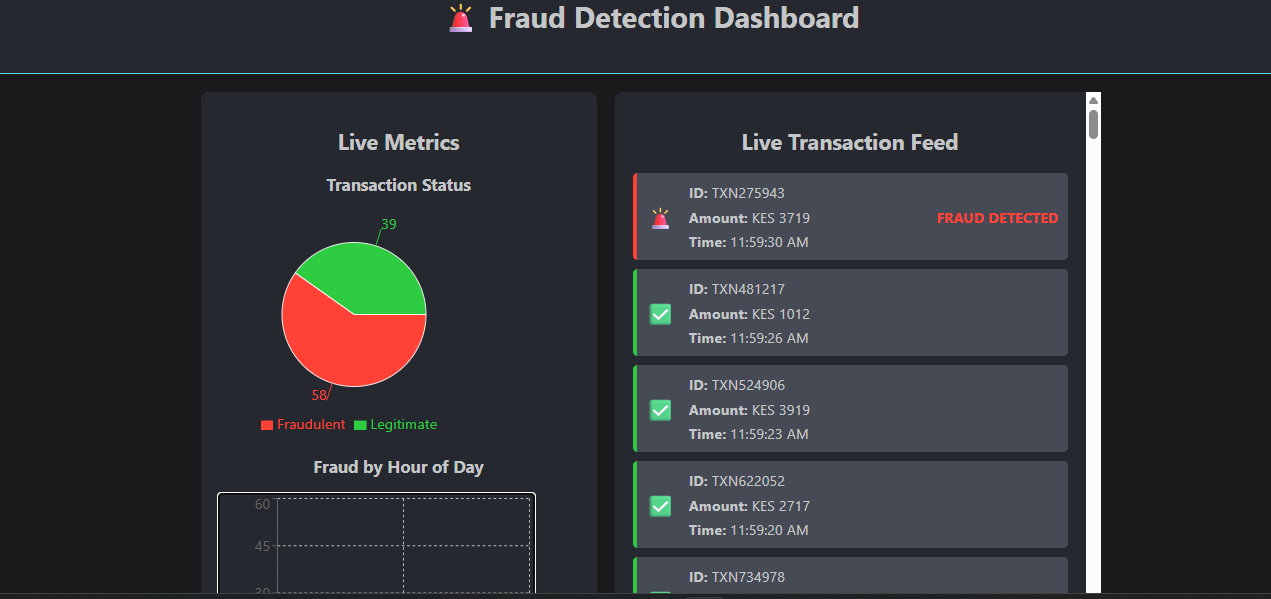 🚨 Fraud Detection Dashboard
Live Metrics
Transaction Status
39
58
Fraudulent Legitimate
Fraud by Hour of Day
60
45
30
Live Transaction Feed
ID: TXN275943
Amount: KES 3719
Time: 11:59:30 AM
FRAUD DETECTED
ID: TXN481217
Amount: KES 1012
Time: 11:59:26 AM
ID: TXN524906
Amount: KES 3919
Time: 11:59:23 AM
ID: TXN622052
Amount: KES 2717
Time: 11:59:20 AM
ID: TXN734978